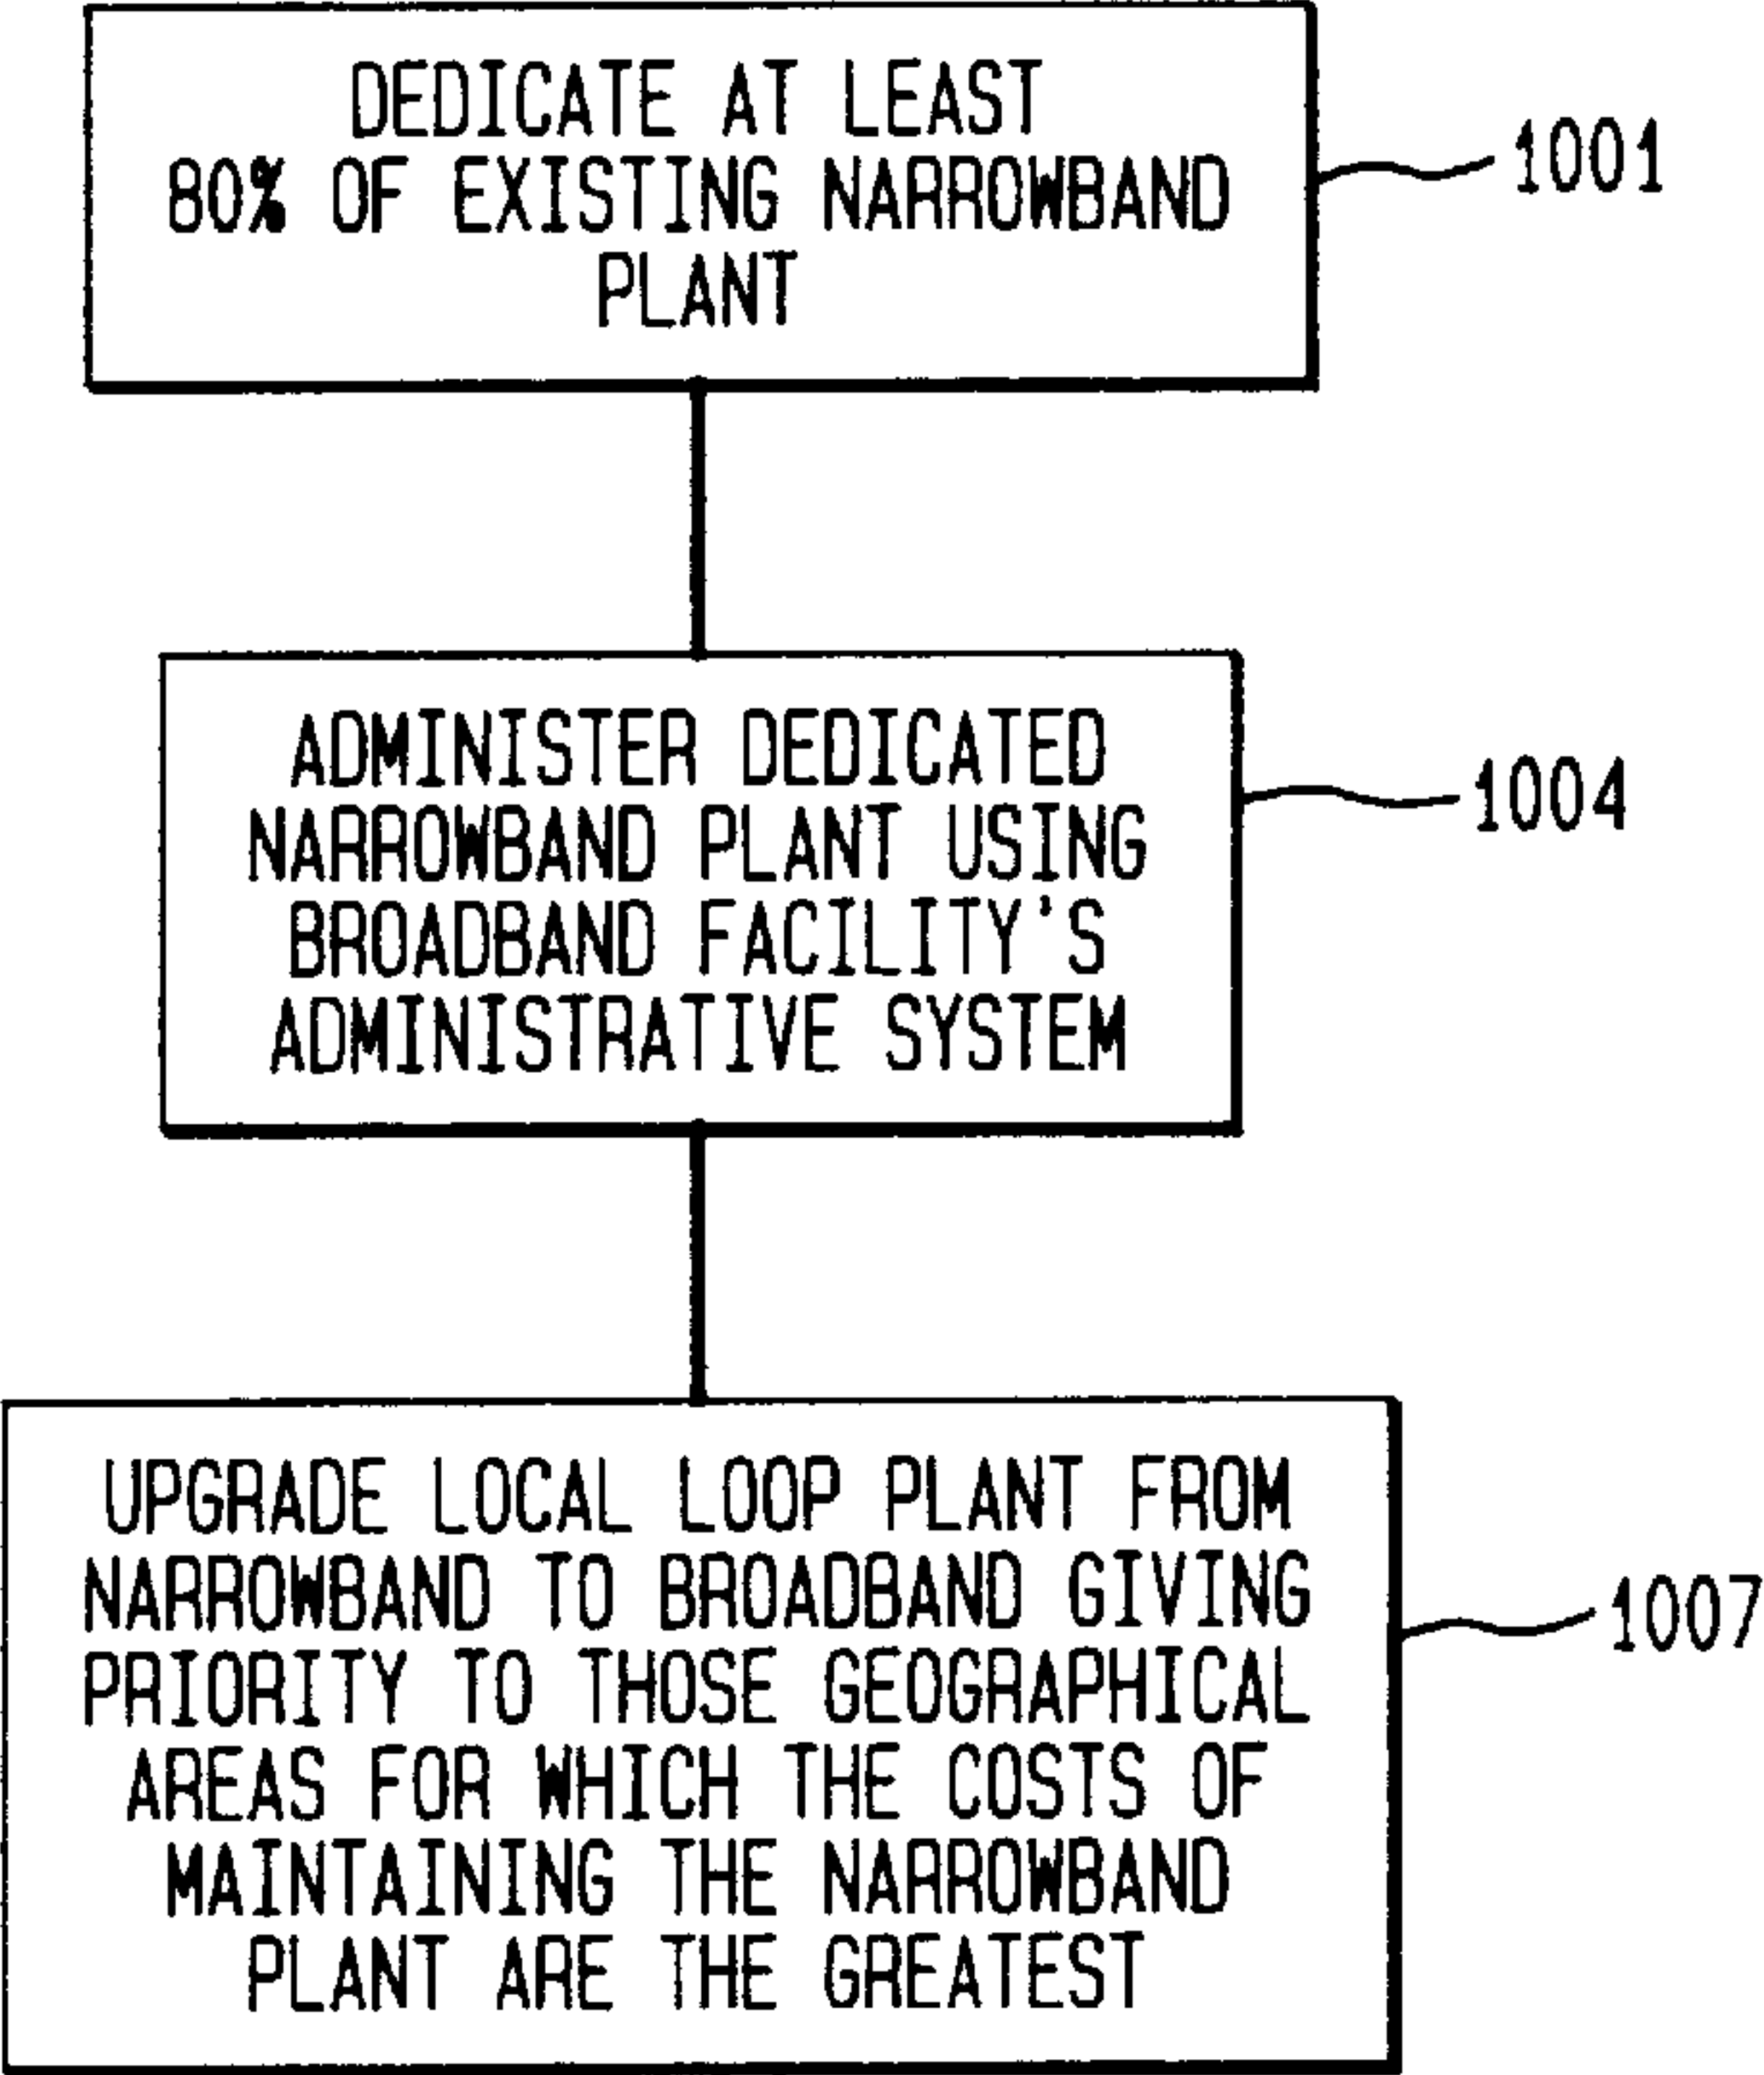 DEDICATE AT LEAST
80% OF EXISTING NARROWBAND
PLANT
1001
ADMINISTER DEDICATED
NARROWBAND PLANT USING
BROADBAND FACILITY'S
ADMINISTRATIVE SYSTEM
1004
UPGRADE LOCAL LOOP PLANT FROM
NARROWBAND TO BROADBAND GIVING
PRIORITY TO THOSE GEOGRAPHICAL
AREAS FOR WHICH THE COSTS OF
MAINTAINING THE NARROWBAND
PLANT ARE THE GREATEST
1007